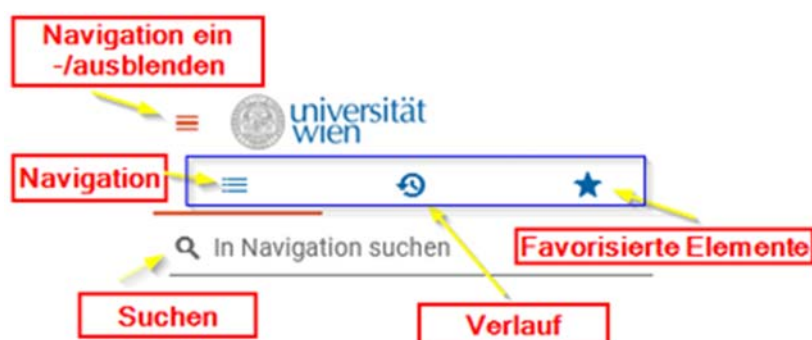 Navigation ein
-/ausblenden
universität
wien
Navigation
In Navigation suchen
Favorisierte Elemente
Suchen
Verlauf